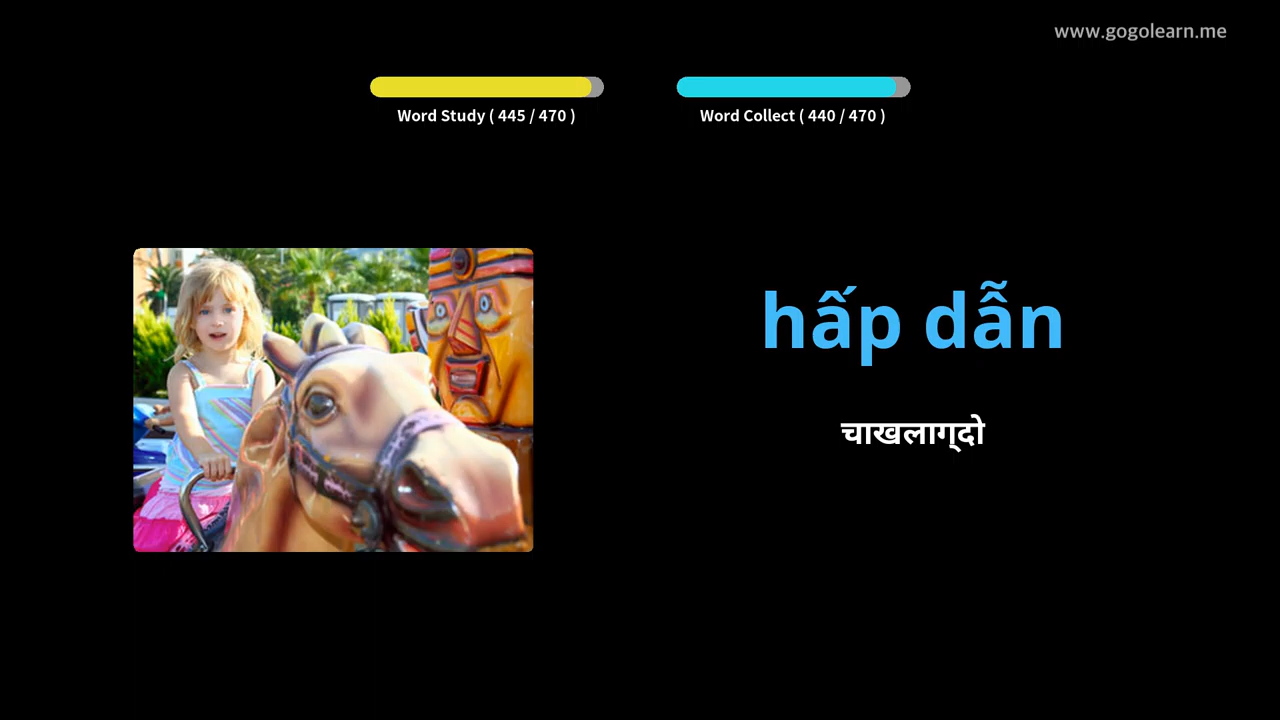 www.gogolearn.me
Word Study ( 445 / 470 )
Word Collect ( 440 / 470 )
hấp dẫn
चाखलाग्दो